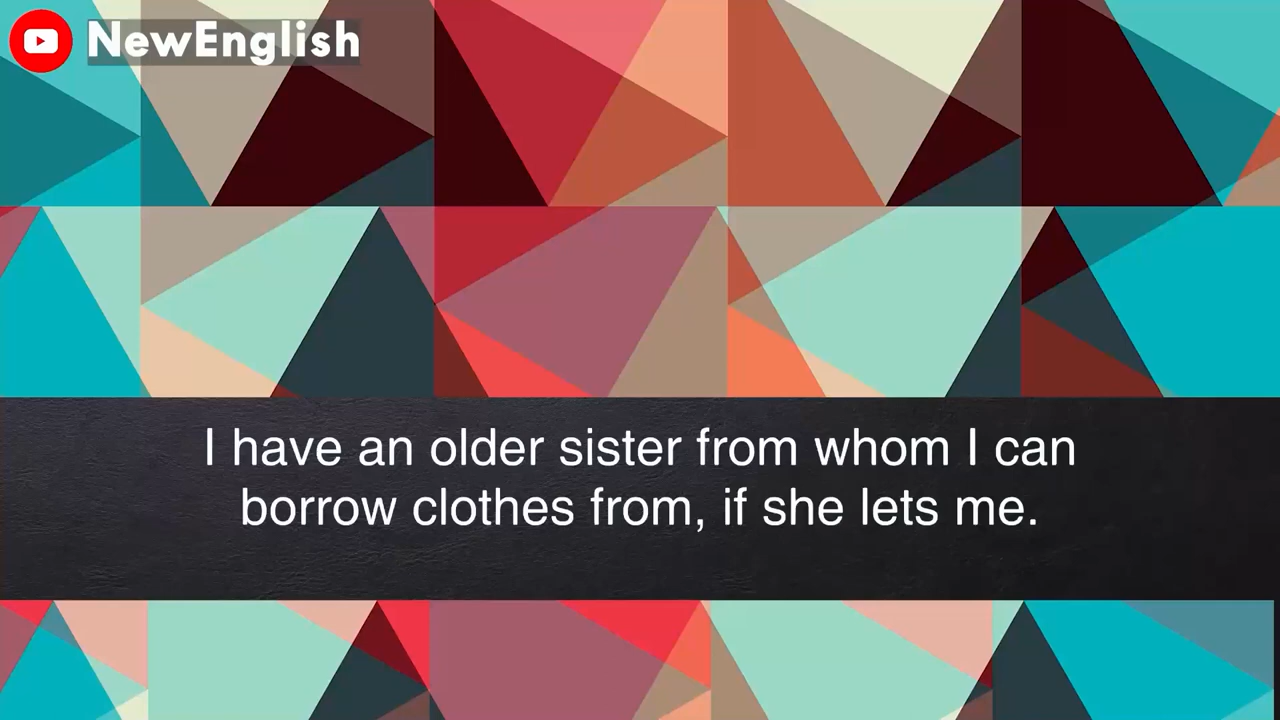 NewEnglish
I have an older sister from whom I can
borrow clothes from, if she lets me.